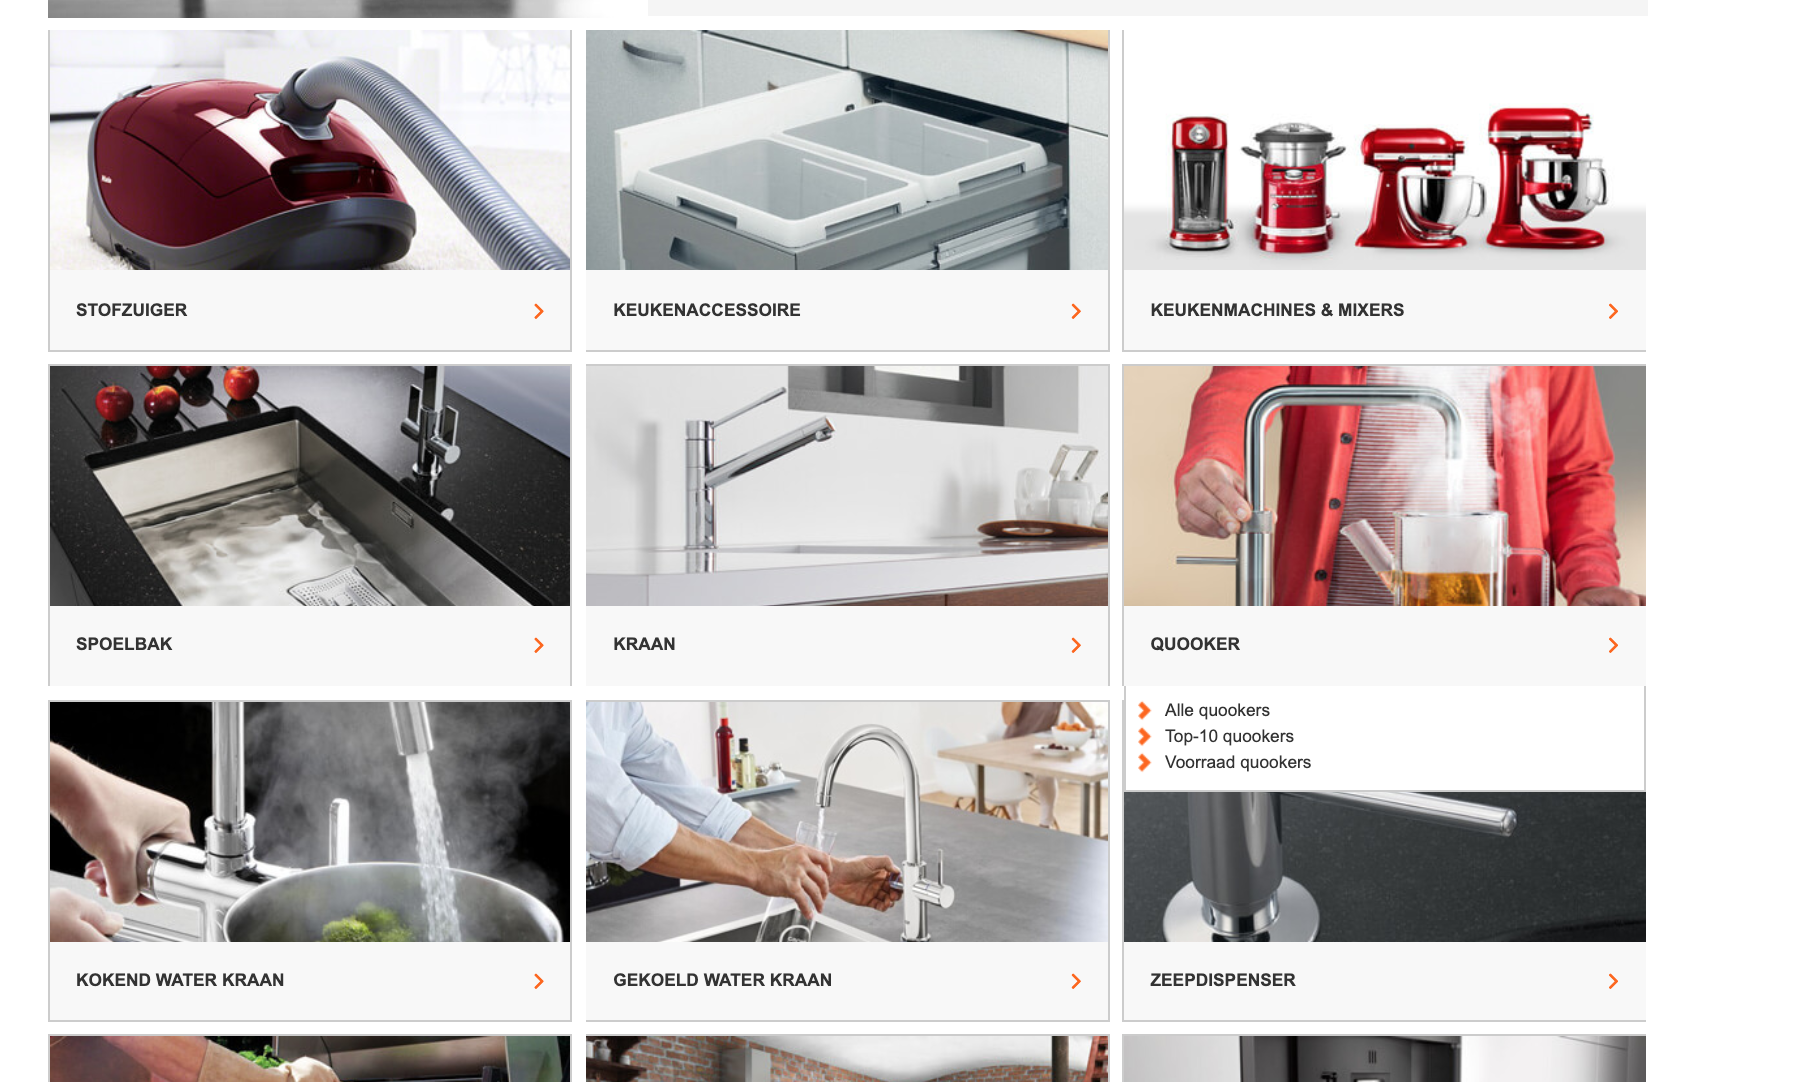 STOFZUIGER
KEUKENACCESSOIRE
KEUKENMACHINES & MIXERS
SPOELBAK
KRAAN
QUOOKER
Alle quookers
Top-10 quookers
Voorraad quookers
KOKEND WATER KRAAN
GEKOELD WATER KRAAN
ZEEPDISPENSER